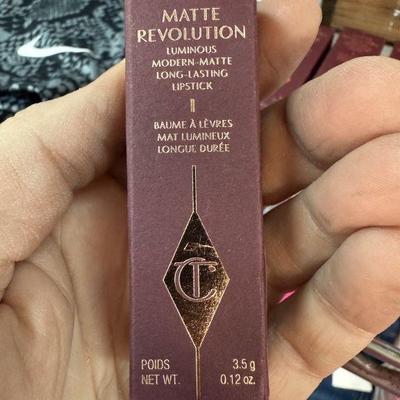 MATTE
REVOLUTION
LUMINOUS
MODERN-MATTE
LONG-LASTING
LIPSTICK
BAUME À LÈVRES
MAT LUMINEUX
LONGUE DURÉE
CT
POIDS 3.5 g
NET WT. 0.12 oz.